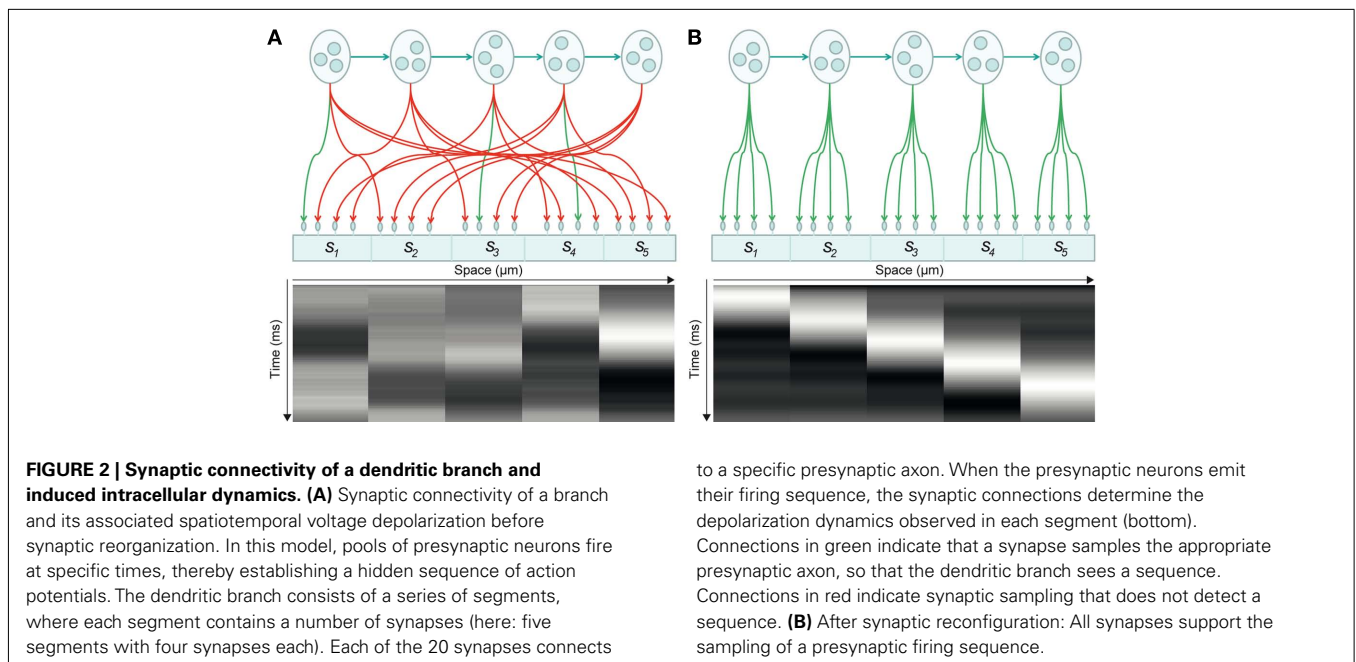 A
B
S1 S2 S3 S4 S5
S1 S2 S3 S4 S5
Space (µm)
Space (µm)
Time (ms)
Time (ms)
FIGURE 2 | Synaptic connectivity of a dendritic branch and
induced intracellular dynamics. (A) Synaptic connectivity of a branch
and its associated spatiotemporal voltage depolarization before
synaptic reorganization. In this model, pools of presynaptic neurons fire
at specific times, thereby establishing a hidden sequence of action
potentials. The dendritic branch consists of a series of segments,
where each segment contains a number of synapses (here: five
segments with four synapses each). Each of the 20 synapses connects
to a specific presynaptic axon. When the presynaptic neurons emit
their firing sequence, the synaptic connections determine the
depolarization dynamics observed in each segment (bottom).
Connections in green indicate that a synapse samples the appropriate
presynaptic axon, so that the dendritic branch sees a sequence.
Connections in red indicate synaptic sampling that does not detect a
sequence. (B) After synaptic reconfiguration: All synapses support the
sampling of a presynaptic firing sequence.